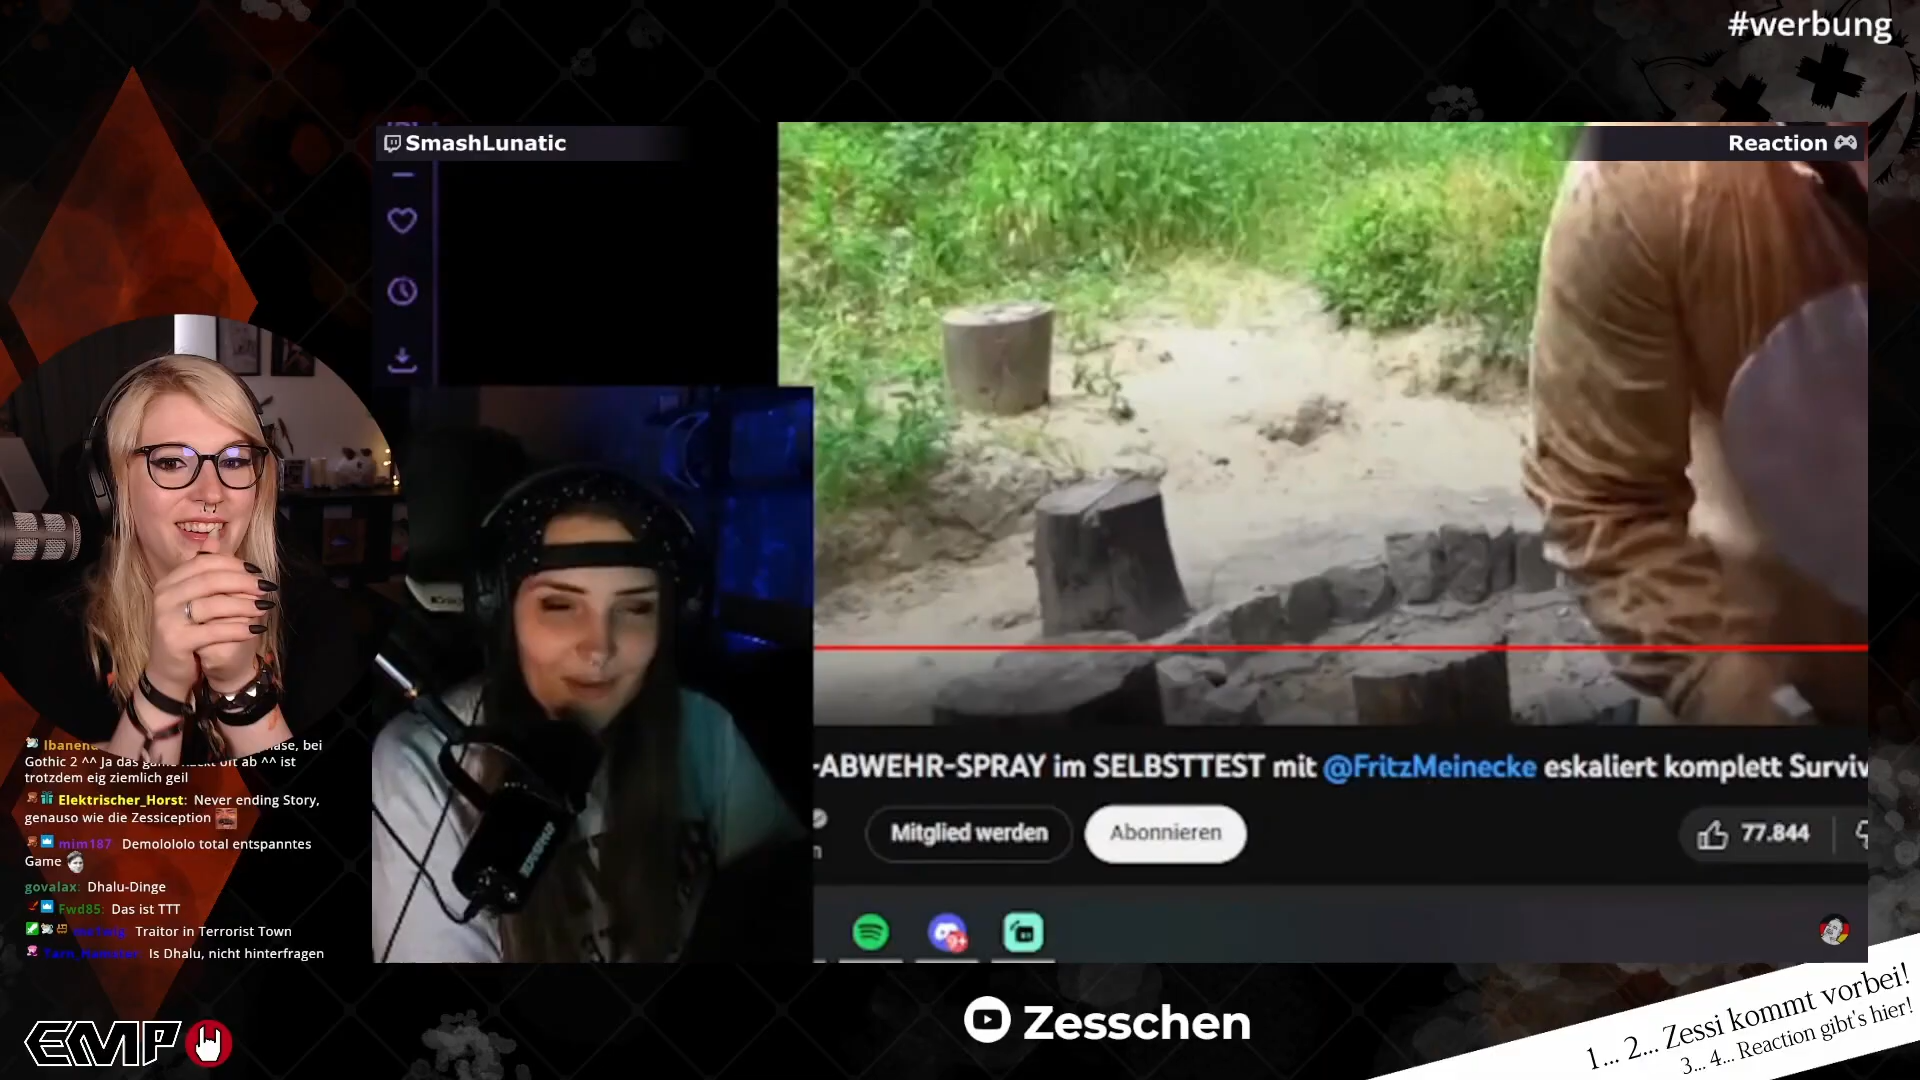 #werbung
SmashLunatic
Reaction
-ABWEHR-SPRAY im SELBSTTEST mit @FritzMeinecke eskaliert komplett Surviv
Mitglied werden
Abonnieren
77.844
9+
bei
Gothic 2 ^^ Ja das
^^ ist
trotzdem eig ziemlich geil
Elektrischer_Horst: Never ending Story,
genauso wie die Zessiception
mim187 Demolololo total entspanntes
Game
govalax: Dhalu-Dinge
Fwd85: Das ist TTT
Traitor in Terrorist Town
Is Dhalu, nicht hinterfragen
EMP
Zesschen
1... 2... Zessi kommt vorbei!
3... 4... Reaction gibt's hier!